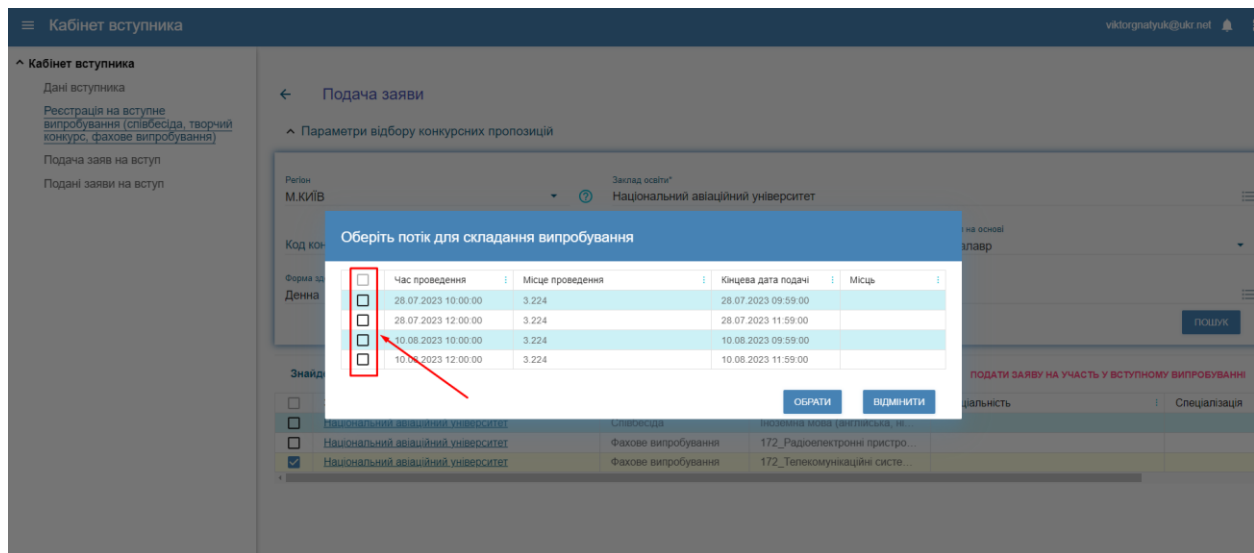 Кабінет вступника
viktorgnatyuk@ukr.net
Кабінет вступника
Дані вступника
Реєстрація на вступне
випробування (співбесіда, творчий
конкурс, фахове випробування)
Подача заяв на вступ
Подані заяви на вступ
Подача заяви
Параметри відбору конкурсних пропозицій
Регіон
М.КИЇВ
Заклад освіти*
Національний авіаційний університет
Код
на основі
Форма
Денна
ПОШУК
Оберіть потік для складання випробування
Час проведення Місце проведення Кінцева дата подачі Місць
28.07.2023 10:00:00 3.224 28.07.2023 09:59:00
28.07.2023 12:00:00 3.224 28.07.2023 11:59:00
10.08.2023 10:00:00 3.224 10.08.2023 09:59:00
10.08.2023 12:00:00 3.224 10.08.2023 11:59:00
ОБРАТИ ВІДМІНИТИ
ПОДАТИ ЗАЯВУ НА УЧАСТЬ У ВСТУПНОМУ ВИПРОБУВАННІ
Спеціалізація
Національний авіаційний університет Співбесіда Іноземна мова (англійська, ні...
Національний авіаційний університет Фахове випробування 172_Радіоелектронні пристро...
Національний авіаційний університет Фахове випробування 172_Телекомунікаційні систе...